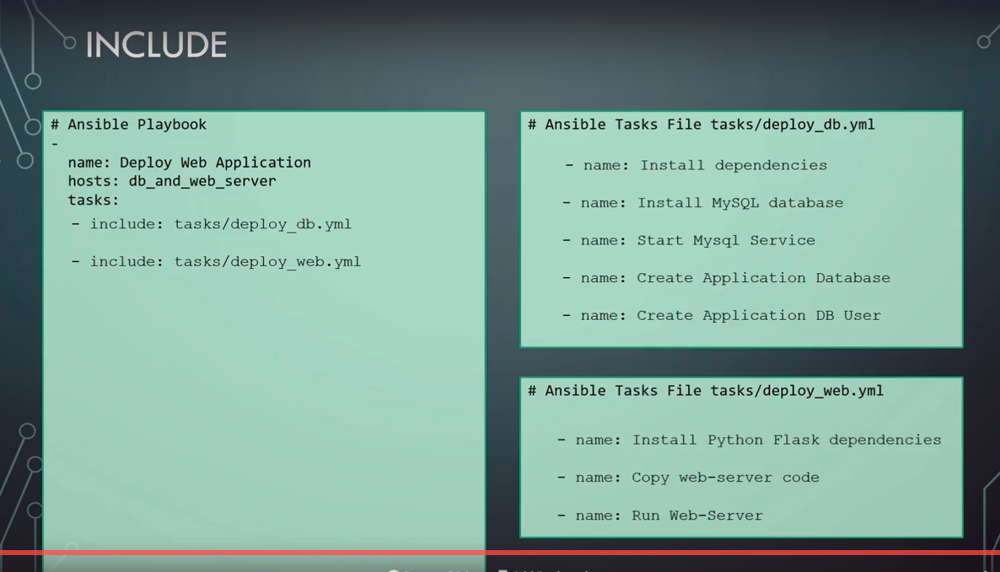 INCLUDE
# Ansible Playbook
-
name: Deploy Web Application
hosts: db_and_web_server
tasks:
- include: tasks/deploy_db.yml
- include: tasks/deploy_web.yml
# Ansible Tasks File tasks/deploy_db.yml
- name: Install dependencies
- name: Install MySQL database
- name: Start Mysql Service
- name: Create Application Database
- name: Create Application DB User
# Ansible Tasks File tasks/deploy_web.yml
- name: Install Python Flask dependencies
- name: Copy web-server code
- name: Run Web-Server